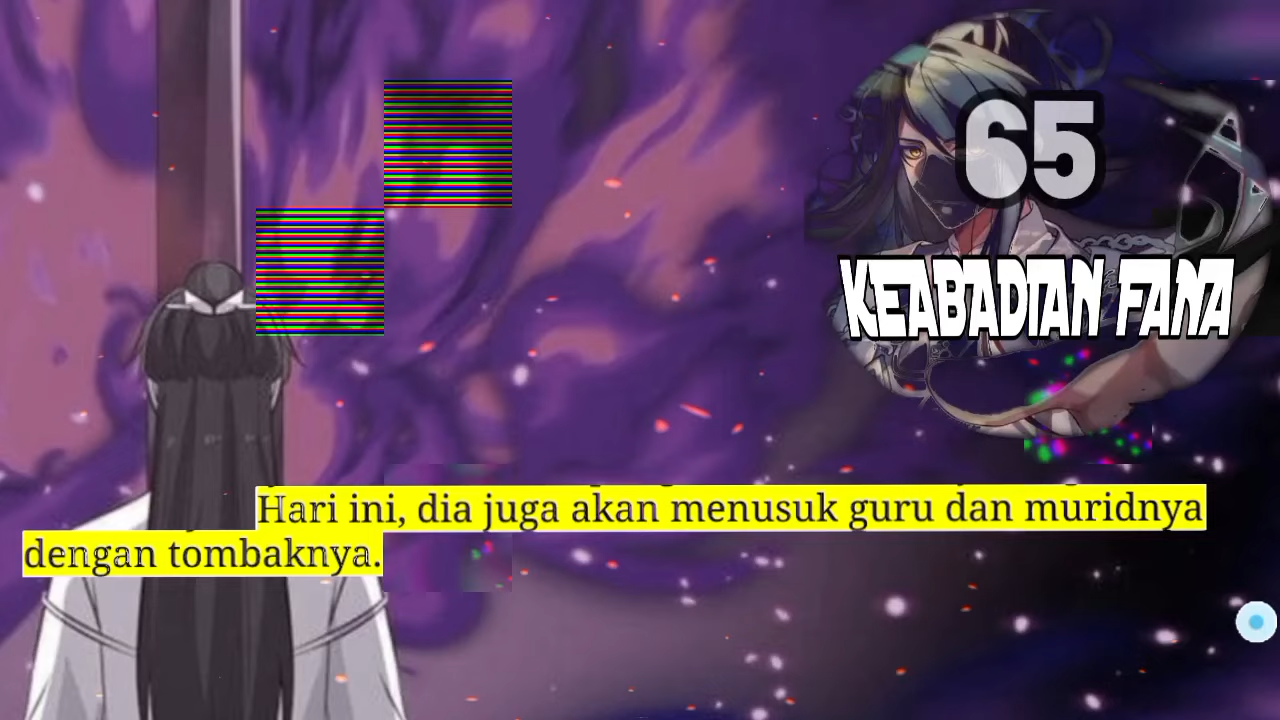 65
KEABADIAN FANA
Hari ini, dia juga akan menusuk guru dan muridnya
dengan tombaknya.